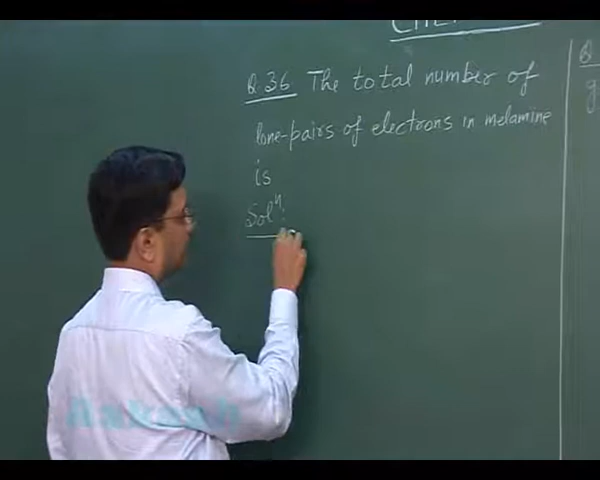 Q.36 The total number of
lone-pairs of electrons in melamine
is
Solⁿ:
Q
g